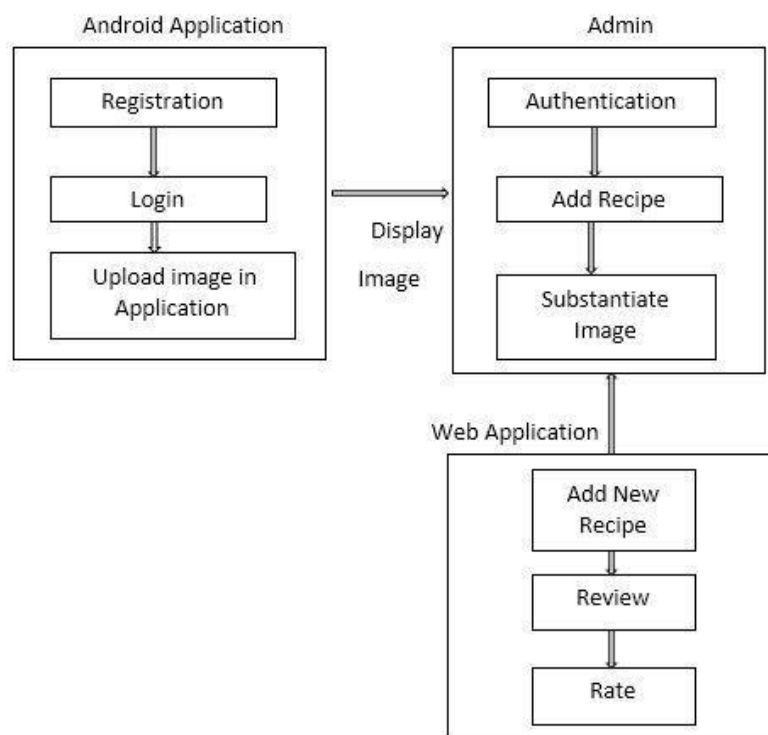 Android Application
Registration
Login
Upload image in
Application
Display
Image
Admin
Authentication
Add Recipe
Substantiate
Image
Web Application
Add New
Recipe
Review
Rate